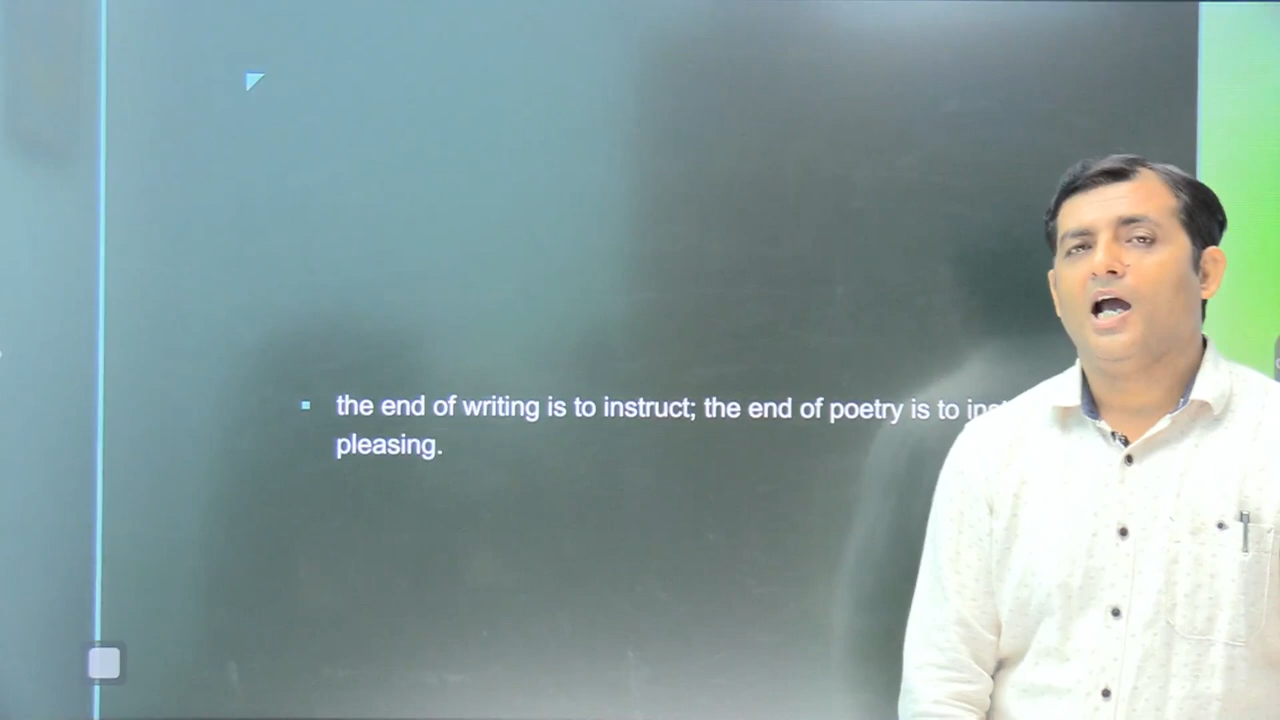 the end of writing is to instruct; the end of poetry is to
pleasing.